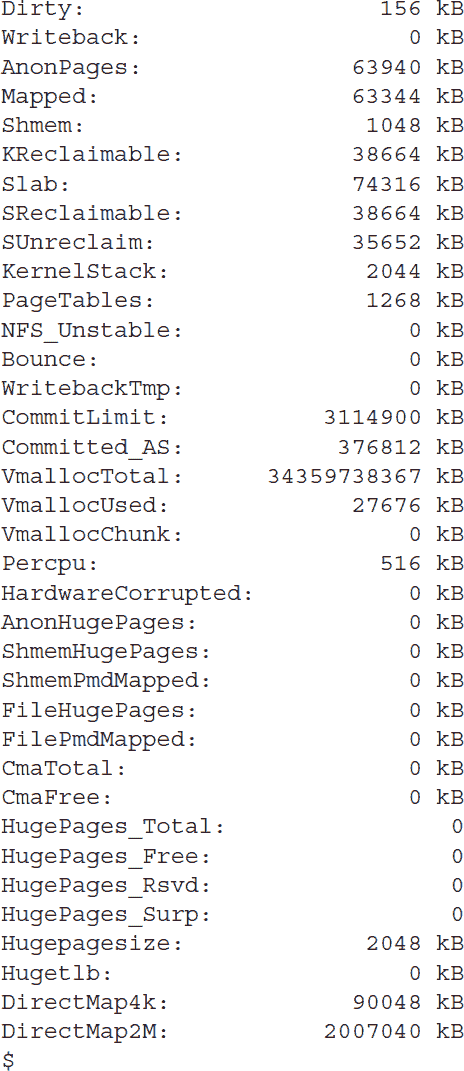 Dirty:                     156 kB
Writeback:                   0 kB
AnonPages:               63940 kB
Mapped:                  63344 kB
Shmem:                    1048 kB
KReclaimable:            38664 kB
Slab:                    74316 kB
SReclaimable:            38664 kB
SUnreclaim:              35652 kB
KernelStack:              2044 kB
PageTables:               1268 kB
NFS_Unstable:                0 kB
Bounce:                      0 kB
WritebackTmp:                0 kB
CommitLimit:           3114900 kB
Committed_AS:           376812 kB
VmallocTotal:      34359738367 kB
VmallocUsed:             27676 kB
VmallocChunk:                0 kB
Percpu:                    516 kB
HardwareCorrupted:           0 kB
AnonHugePages:               0 kB
ShmemHugePages:              0 kB
ShmemPmdMapped:              0 kB
FileHugePages:               0 kB
FilePmdMapped:               0 kB
CmaTotal:                    0 kB
CmaFree:                     0 kB
HugePages_Total:                0
HugePages_Free:                 0
HugePages_Rsvd:                 0
HugePages_Surp:                 0
Hugepagesize:             2048 kB
Hugetlb:                     0 kB
DirectMap4k:             90048 kB
DirectMap2M:           2007040 kB
$